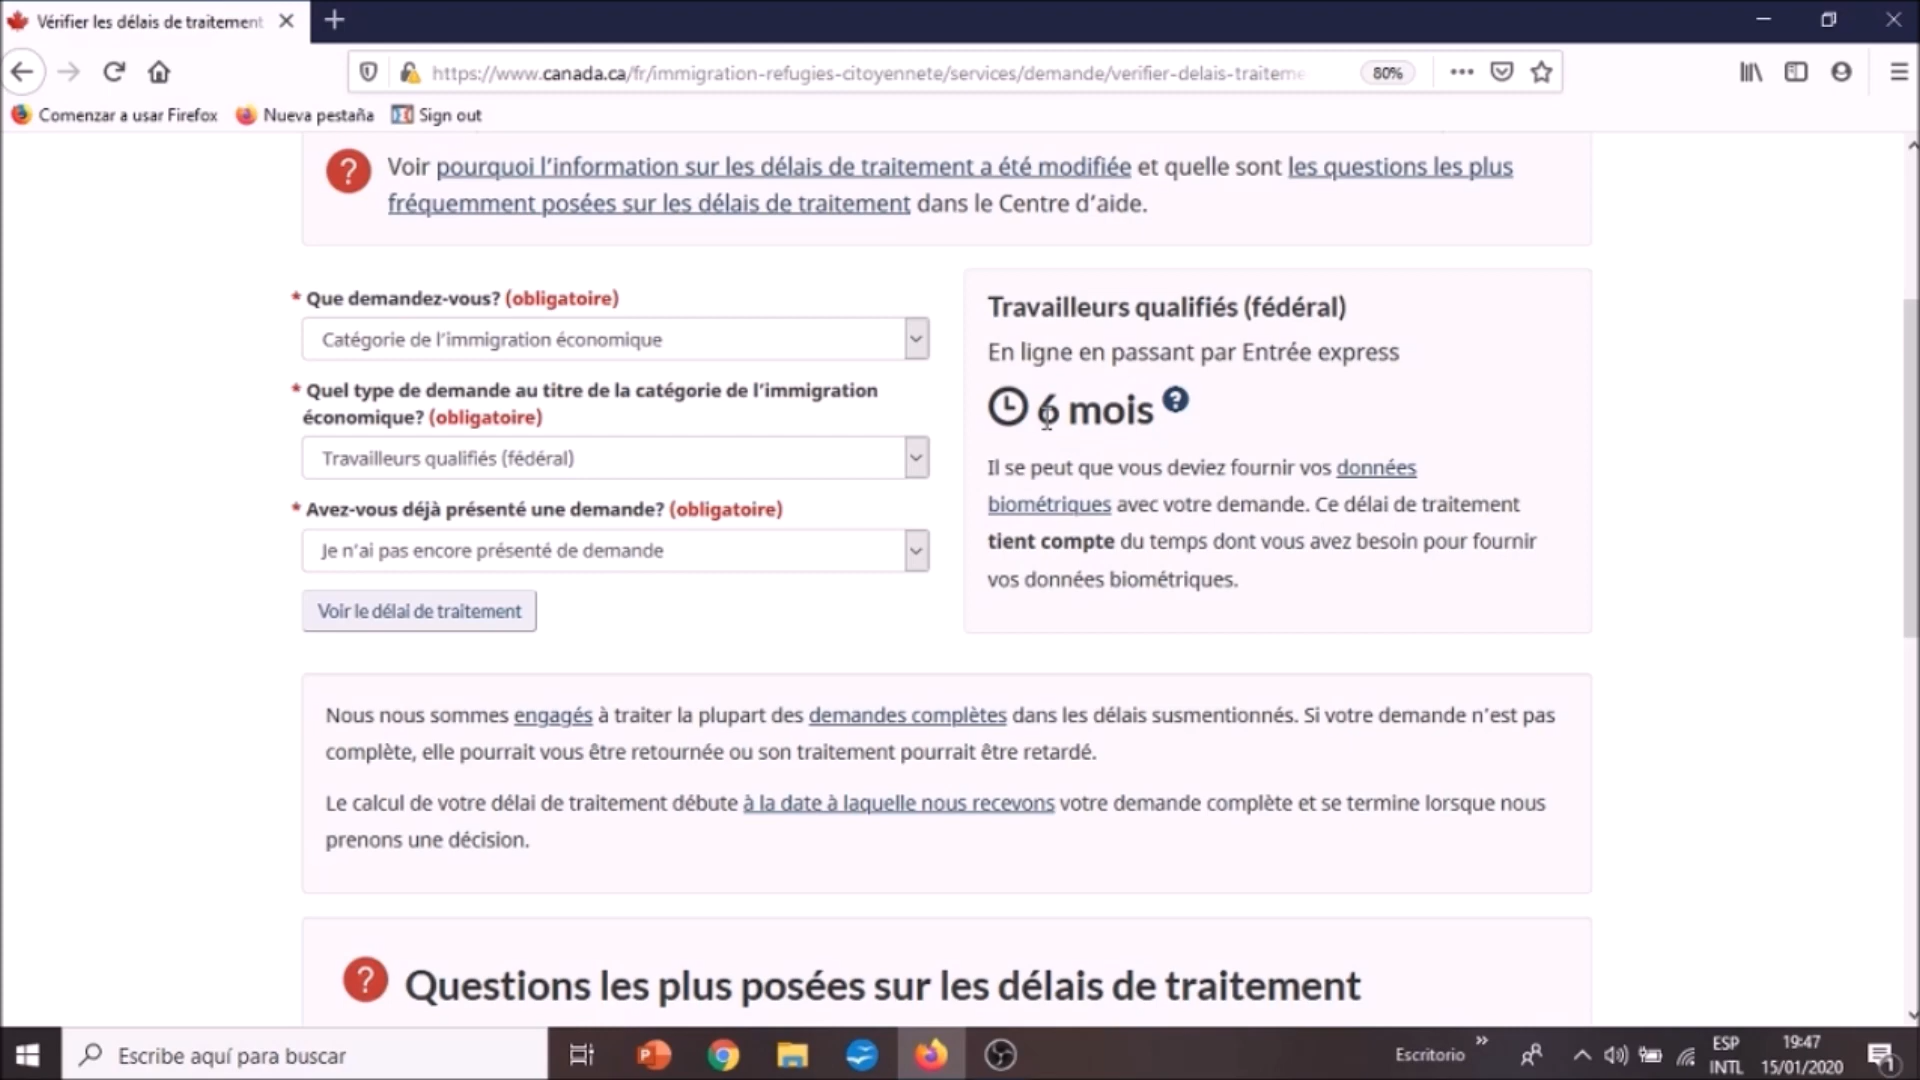 Vérifier les délais de traitement
https://www.canada.ca/fr/immigration-refugies-citoyennete/services/demande/verifier-delais-traiteme
80%
Comenzar a usar Firefox
Nueva pestaña
Sign out
Voir pourquoi l'information sur les délais de traitement a été modifiée et quelle sont les questions les plus
fréquemment posées sur les délais de traitement dans le Centre d'aide.
* Que demandez-vous? (obligatoire)
Catégorie de l'immigration économique
* Quel type de demande au titre de la catégorie de l'immigration
économique? (obligatoire)
Travailleurs qualifiés (fédéral)
* Avez-vous déjà présenté une demande? (obligatoire)
Je n'ai pas encore présenté de demande
Voir le délai de traitement
Travailleurs qualifiés (fédéral)
En ligne en passant par Entrée express
6 mois
Il se peut que vous deviez fournir vos données
biométriques avec votre demande. Ce délai de traitement
tient compte du temps dont vous avez besoin pour fournir
vos données biométriques.
Nous nous sommes engagés à traiter la plupart des demandes complètes dans les délais susmentionnés. Si votre demande n'est pas
complète, elle pourrait vous être retournée ou son traitement pourrait être retardé.
Le calcul de votre délai de traitement débute à la date à laquelle nous recevons votre demande complète et se termine lorsque nous
prenons une décision.
Questions les plus posées sur les délais de traitement
Escribe aquí para buscar
Escritorio
ESP
INTL
19:47
15/01/2020
1